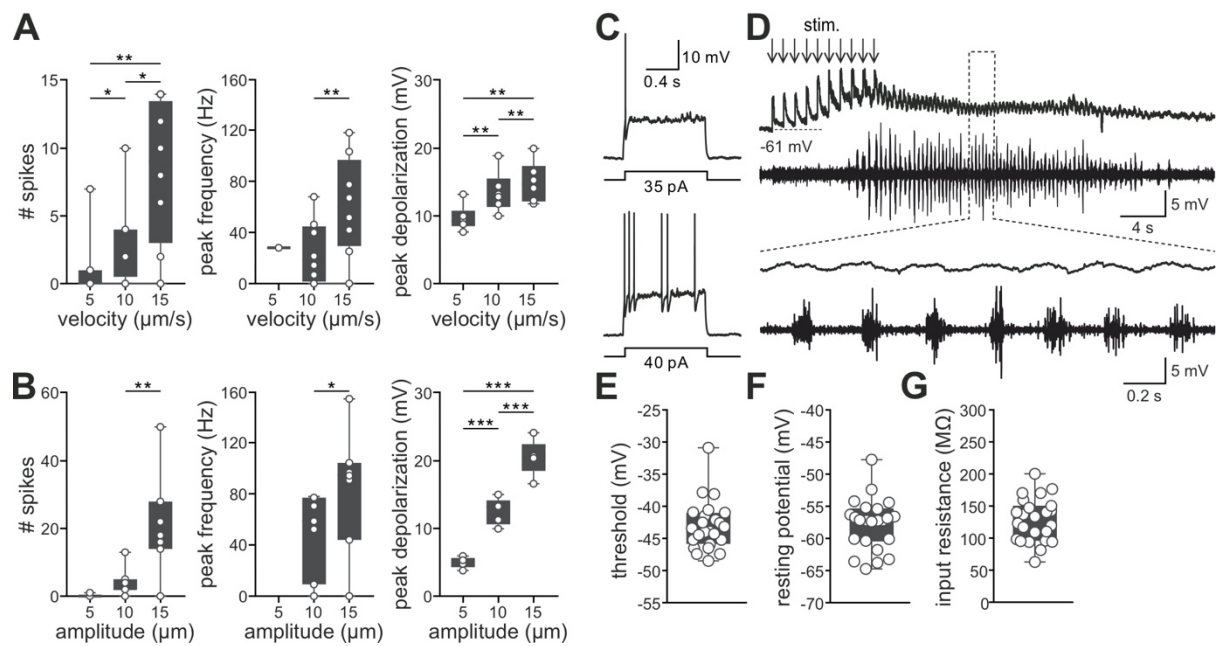 A
# spikes
15
10
5
0
** 
* *
5 10 15
velocity (µm/s)
peak frequency (Hz)
160
120
80
40
0
**
5 10 15
velocity (µm/s)
peak depolarization (mV)
30
20
10
0
**
** **
5 10 15
velocity (µm/s)
B
# spikes
60
40
20
0
**
5 10 15
amplitude (µm)
peak frequency (Hz)
160
120
80
40
0
*
5 10 15
amplitude (µm)
peak depolarization (mV)
30
20
10
0
***
*** ***
5 10 15
amplitude (µm)
C
10 mV
0.4 s
35 pA
40 pA
D
stim.
-61 mV
5 mV
4 s
5 mV
0.2 s
E
threshold (mV)
-25
-30
-35
-40
-45
-50
-55
F
resting potential (mV)
-40
-45
-50
-55
-60
-65
-70
G
input resistance (MΩ)
300
250
200
150
100
50
0